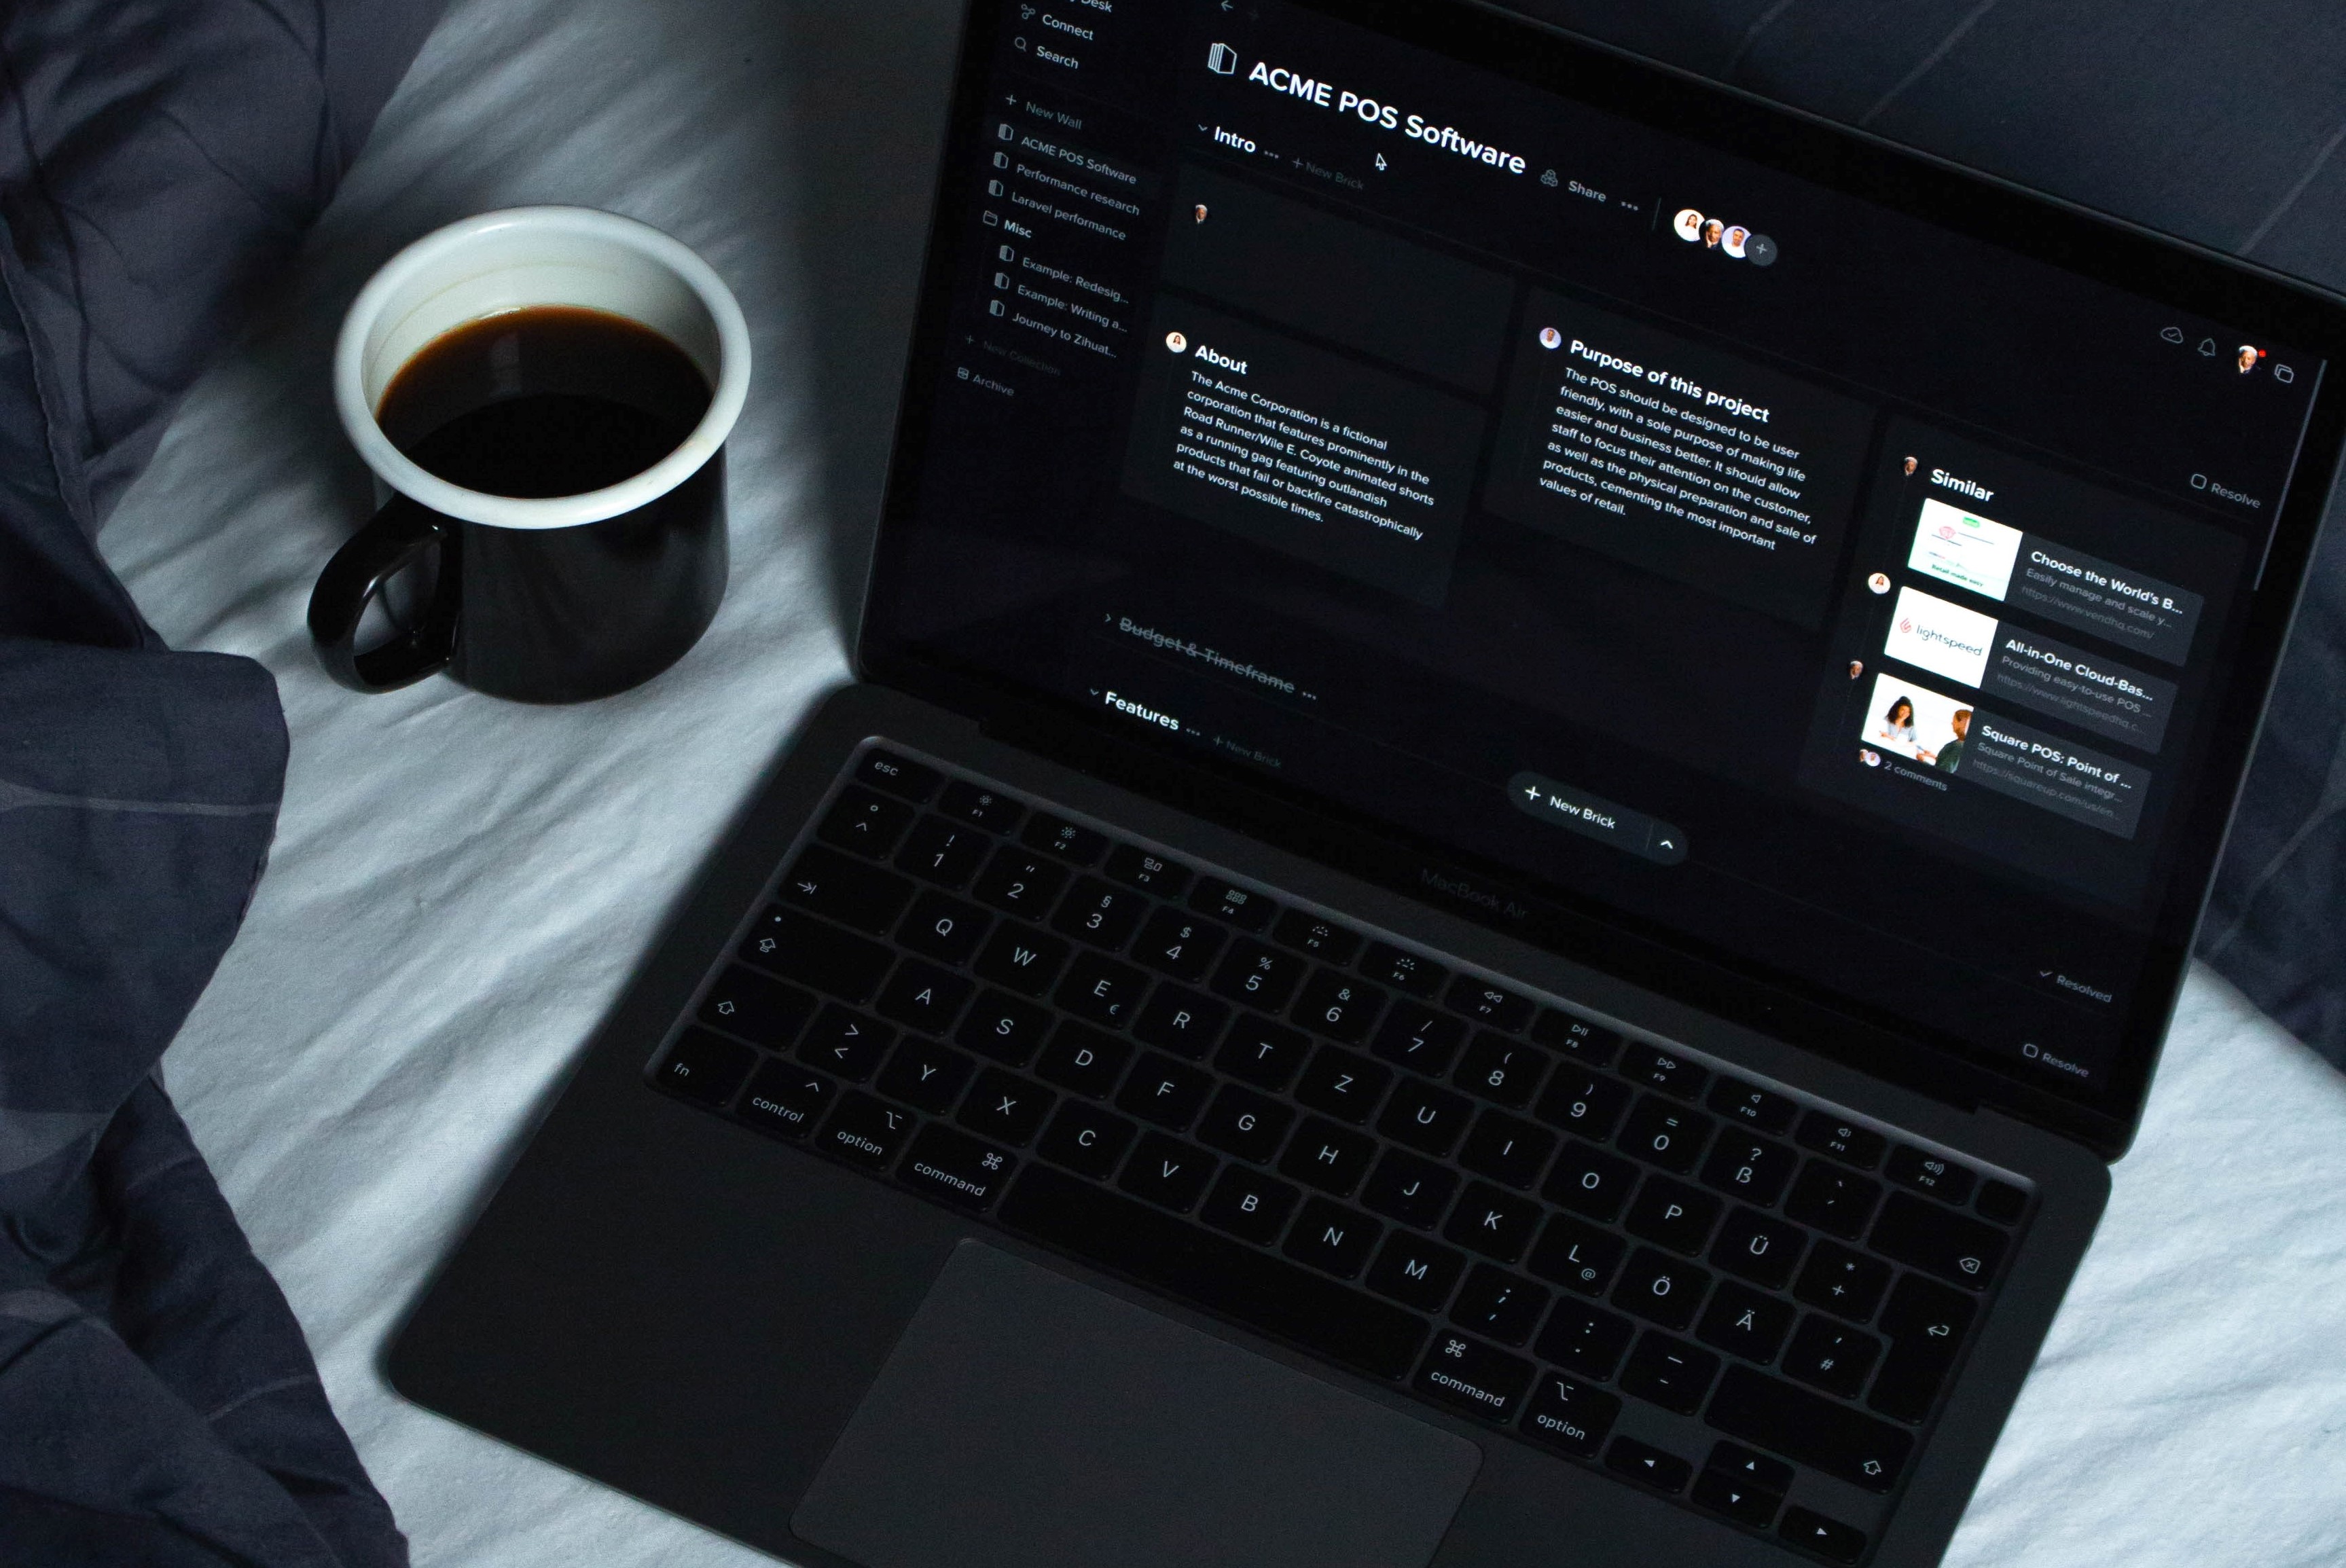 Desk
Connect
Search
+ New Wall
ACME POS Software
Performance research
Laravel performance
Misc
Example: Redesig...
Example: Writing a...
Journey to Zihuat...
+ New Collection
Archive
ACME POS Software
Share
Intro ... + New Brick
About
The Acme Corporation is a fictional
corporation that features prominently in the
Road Runner/Wile E. Coyote animated shorts
as a running gag featuring outlandish
products that fail or backfire catastrophically
at the worst possible times.
Purpose of this project
The POS should be designed to be user
friendly, with a sole purpose of making life
easier and business better. It should allow
staff to focus their attention on the customer,
as well as the physical preparation and sale of
products, cementing the most important
values of retail.
Resolve
Similar
Retail made easy
Choose the World's B...
Easily manage and scale y...
https://www.vendhq.com/
lightspeed
All-in-One Cloud-Bas...
Providing easy-to-use POS ...
https://www.lightspeedhq.c...
Square POS: Point of ...
Square Point of Sale integr...
https://squareup.com/us/en...
2 comments
Budget & Timeframe ...
Resolved
Features ... + New Brick
Resolve
+ New Brick
MacBook Air
esc F1 F2 F3 F4 F5 F6 F7 F8 F9 F10 F11 F12
° ^ ! 1 " 2 § 3 $ 4 % 5 & 6 / 7 ( 8 ) 9 = 0 ? ß
Q W E € R T Z U I O P Ü * +
A S D F G H J K L @ Ö Ä ' #
> < Y X C V B N M ; , : . _ -
fn control option command command option